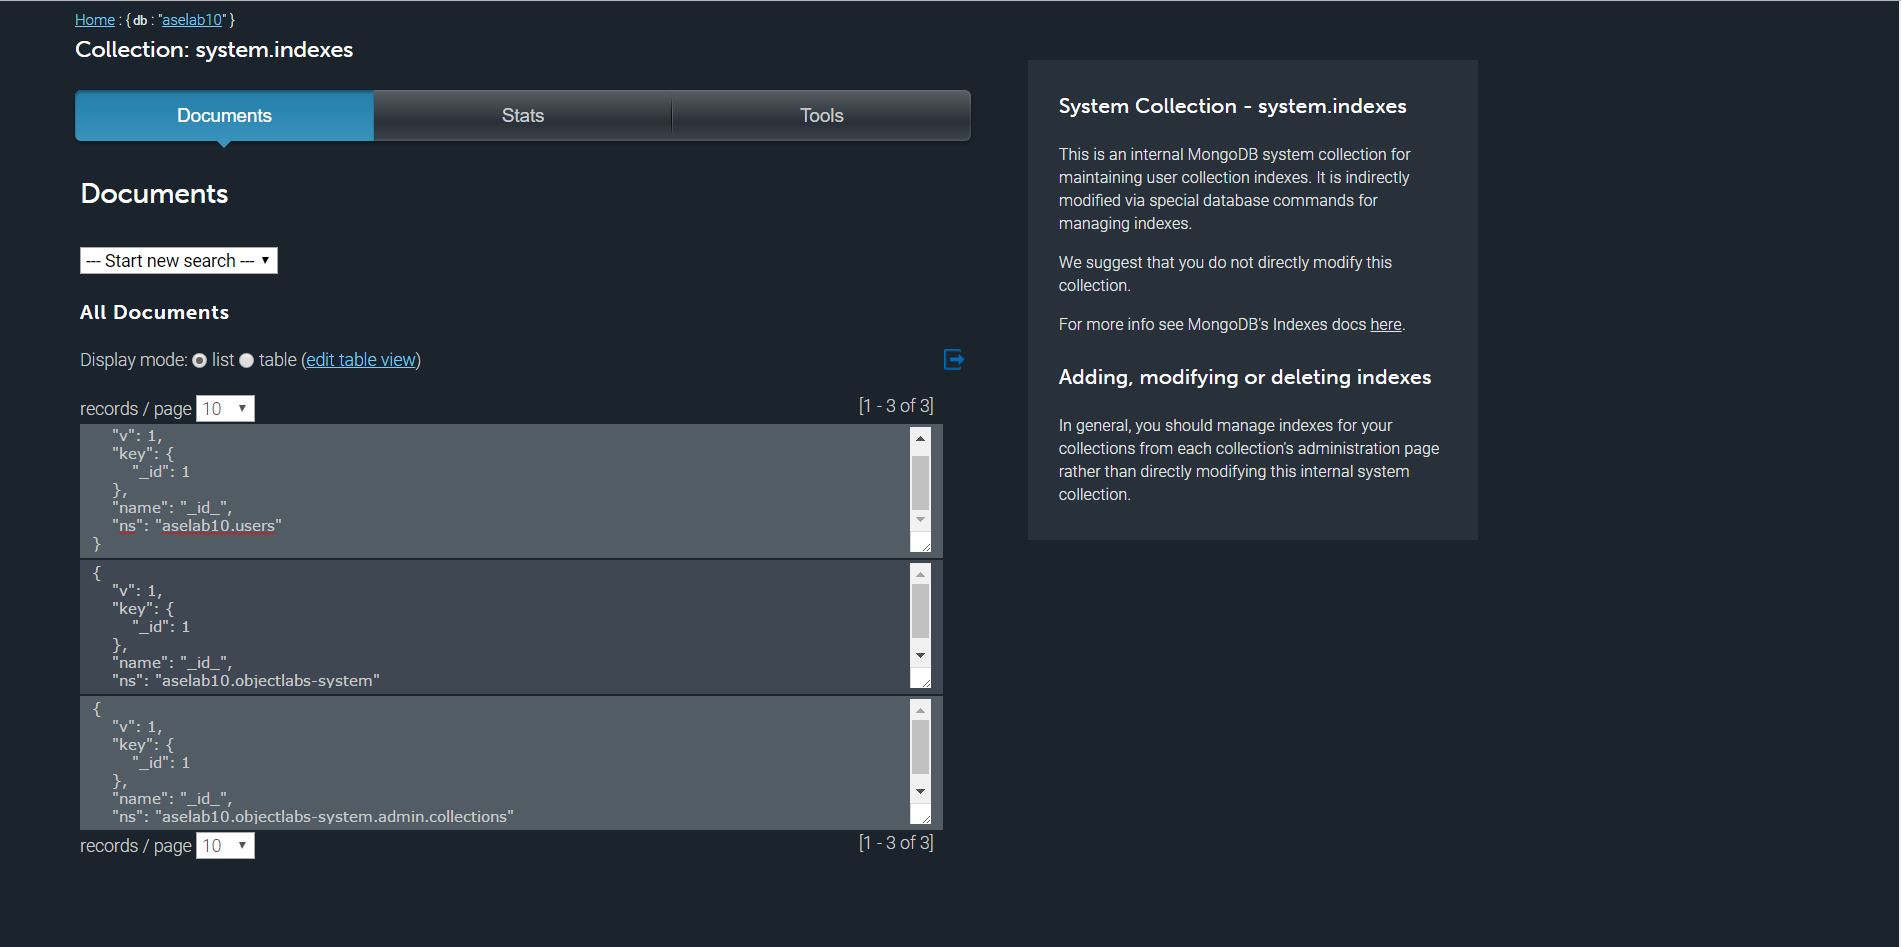 Home : { db : "aselab10" }
Collection: system.indexes
Documents
Stats
Tools
Documents
--- Start new search ---
All Documents
Display mode: list table (edit table view)
records / page 10
[1 - 3 of 3]
"v": 1,
"key": {
"_id": 1
},
"name": "_id_",
"ns": "aselab10.users"
}
{
"v": 1,
"key": {
"_id": 1
},
"name": "_id_",
"ns": "aselab10.objectlabs-system"
{
"v": 1,
"key": {
"_id": 1
},
"name": "_id_",
"ns": "aselab10.objectlabs-system.admin.collections"
records / page 10
[1 - 3 of 3]
System Collection - system.indexes
This is an internal MongoDB system collection for
maintaining user collection indexes. It is indirectly
modified via special database commands for
managing indexes.
We suggest that you do not directly modify this
collection.
For more info see MongoDB's Indexes docs here.
Adding, modifying or deleting indexes
In general, you should manage indexes for your
collections from each collection's administration page
rather than directly modifying this internal system
collection.